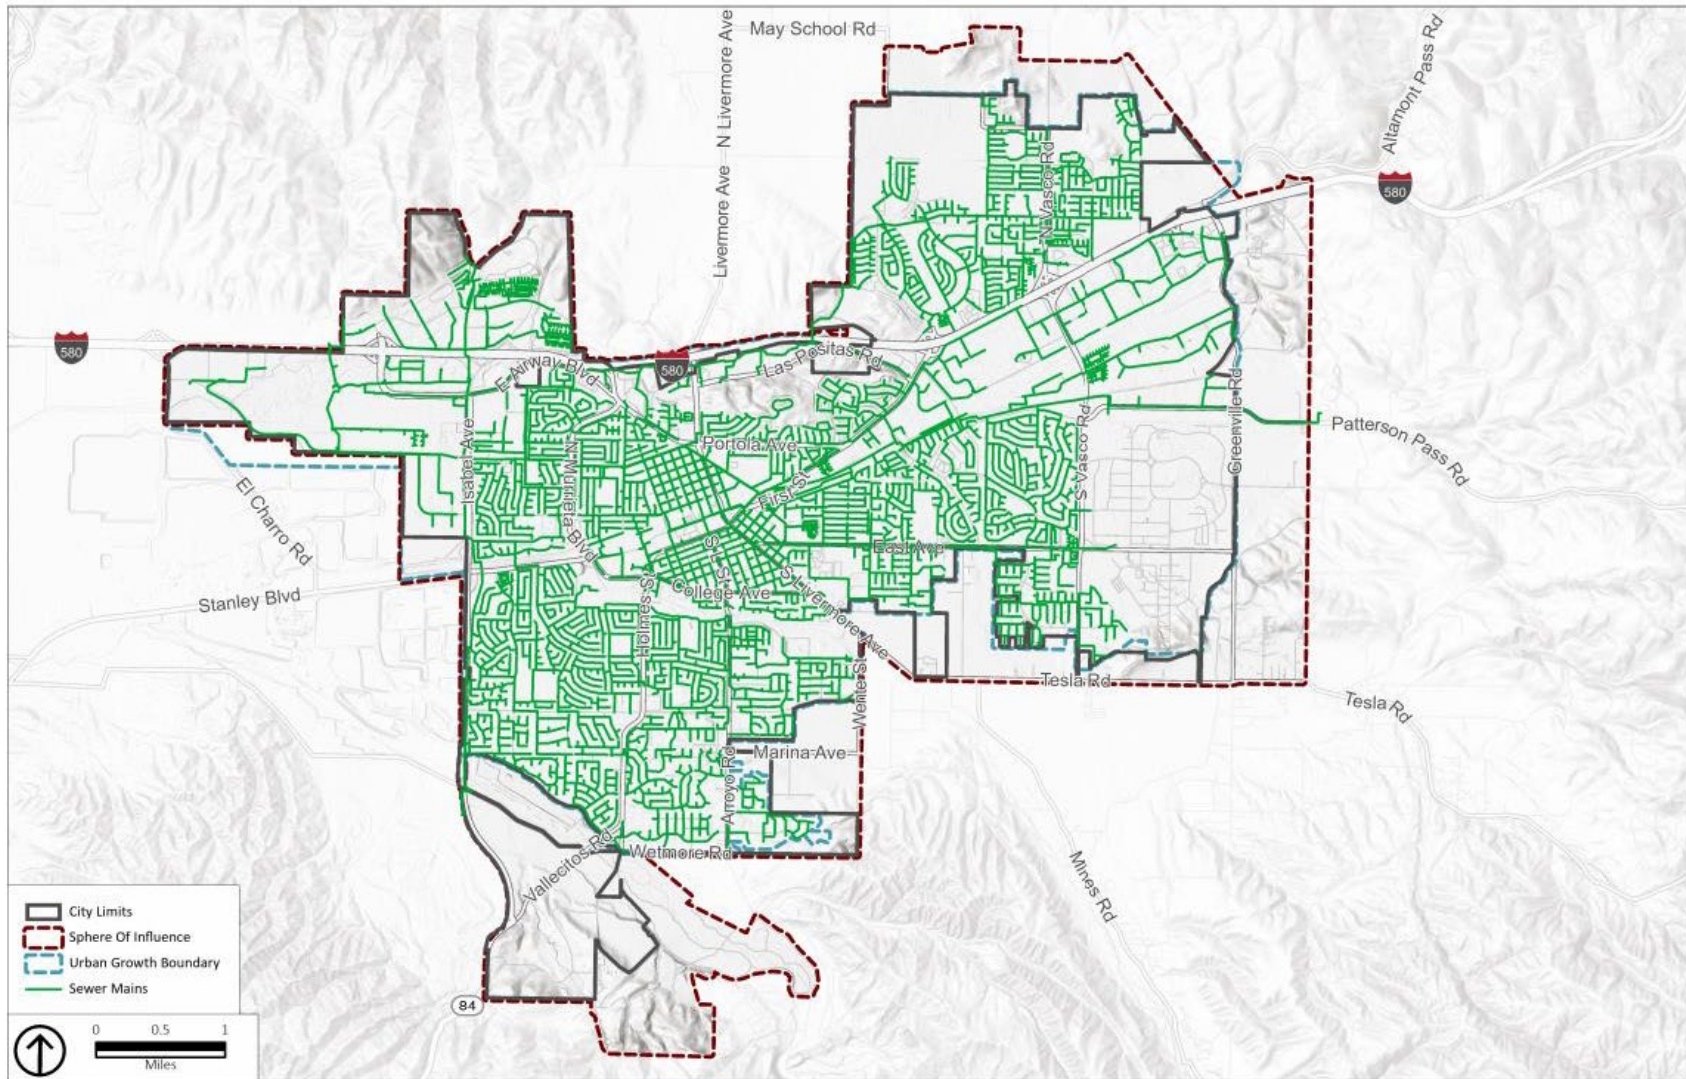 May School Rd
N Livermore Ave
Livermore Ave
Altamont Pass Rd
580
N Vasco Rd
580
580
E Airway Blvd
Las Positas Rd
Greenville Rd
Patterson Pass Rd
Portola Ave
Isabel Ave
N Murrieta Blvd
S Vasco Rd
First St
El Charro Rd
East Ave
S L St
S Livermore Ave
College Ave
Holmes St
Stanley Blvd
Wente St
Tesla Rd
Tesla Rd
Marina Ave
Arroyo Rd
Wetmore Rd
Vallecitos Rd
Mines Rd
84
City Limits
Sphere Of Influence
Urban Growth Boundary
Sewer Mains
0 0.5 1
Miles